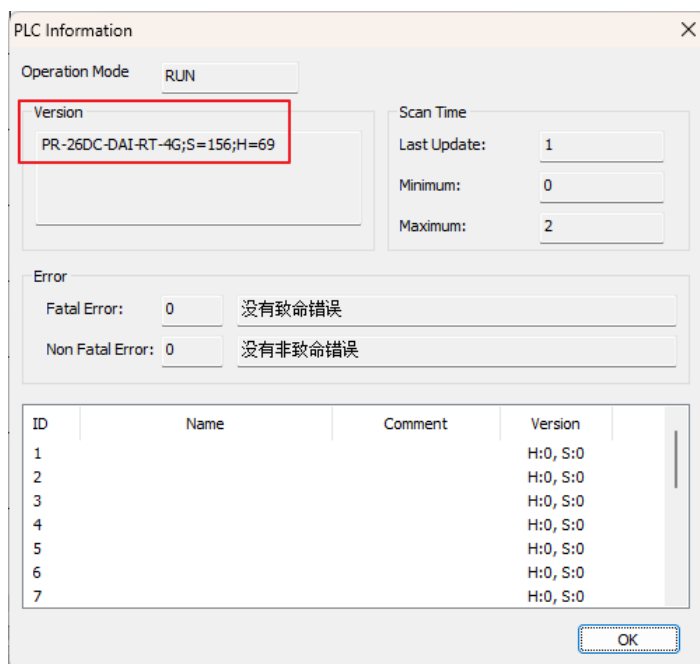 PLC Information
Operation Mode RUN
Version
PR-26DC-DAI-RT-4G;S=156;H=69
Scan Time
Last Update: 1
Minimum: 0
Maximum: 2
Error
Fatal Error: 0 没有致命错误
Non Fatal Error: 0 没有非致命错误
ID Name Comment Version
1 H:0, S:0
2 H:0, S:0
3 H:0, S:0
4 H:0, S:0
5 H:0, S:0
6 H:0, S:0
7 H:0, S:0
OK